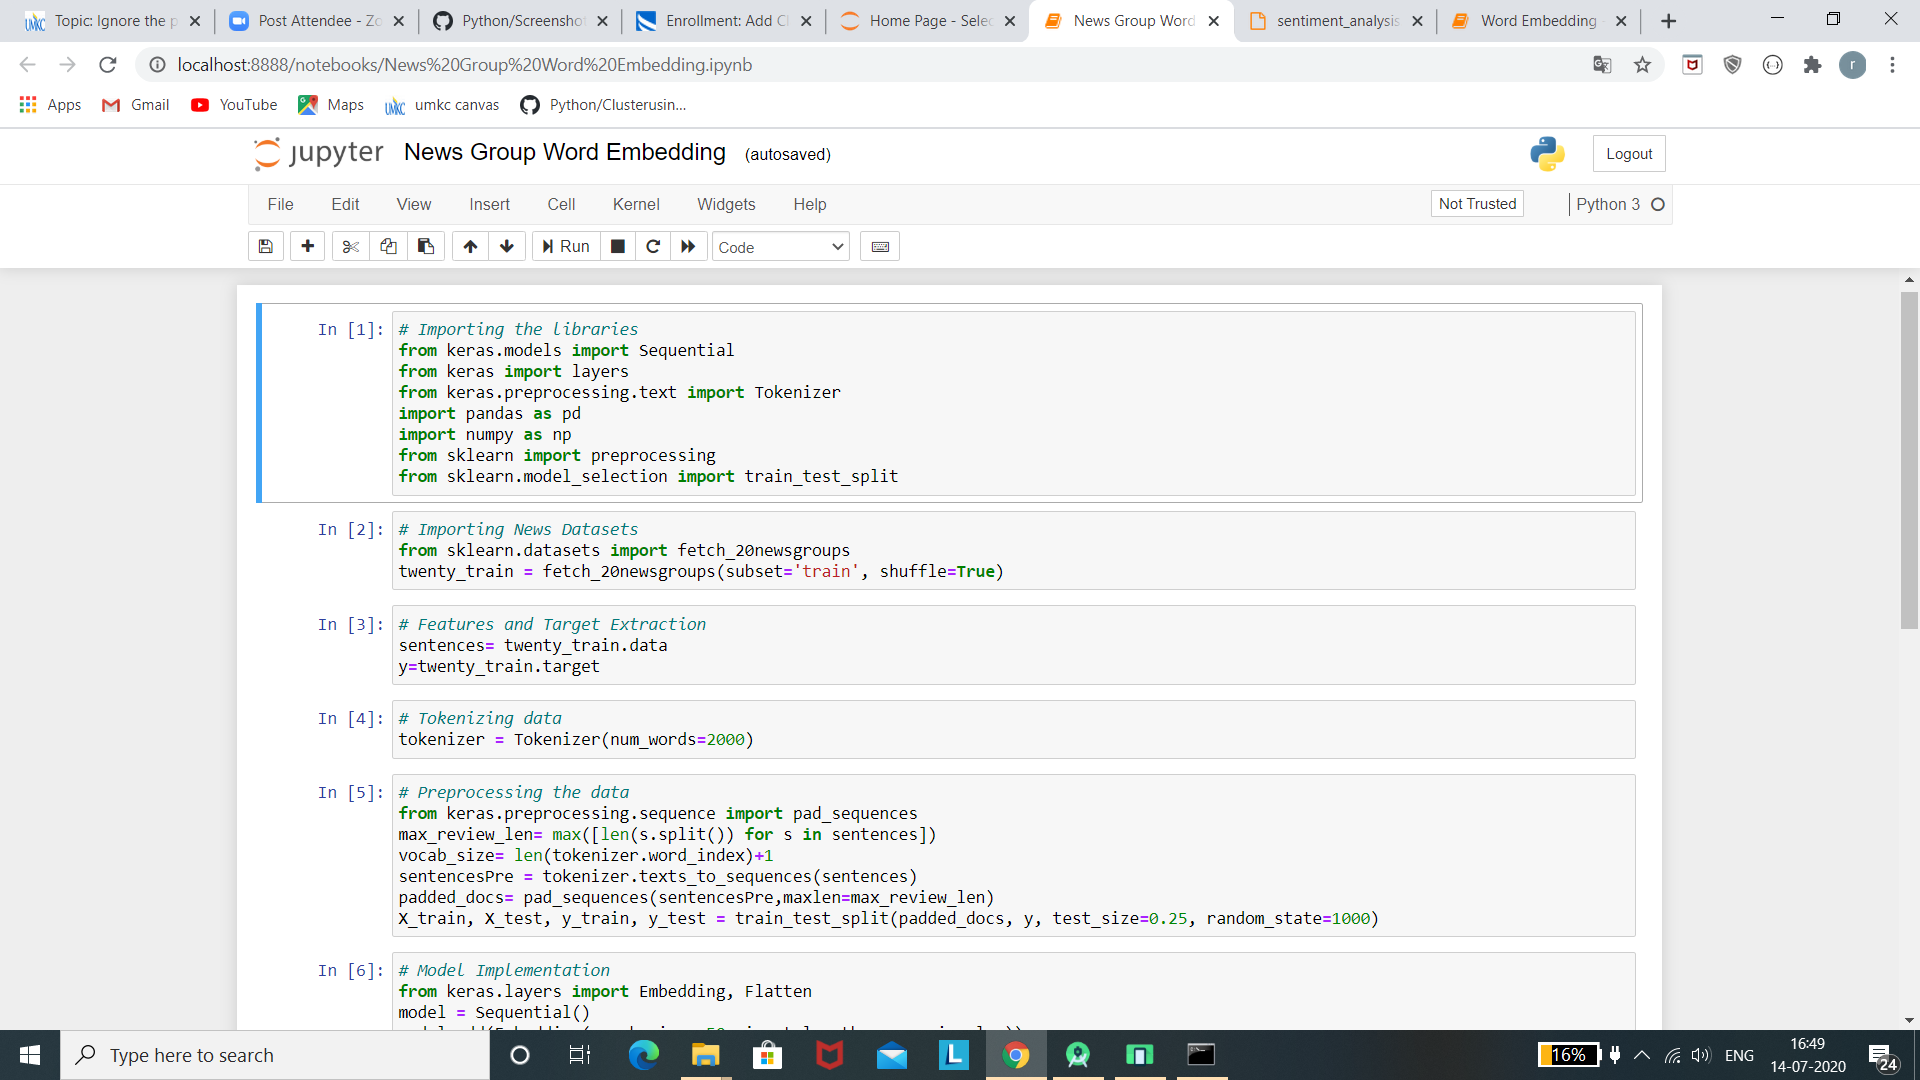 Topic: Ignore the p
Post Attendee - Zo
Python/Screensho
Enrollment: Add Cl
Home Page - Selec
News Group Word
sentiment_analysis
Word Embedding -
localhost:8888/notebooks/News%20Group%20Word%20Embedding.ipynb
r
Apps
Gmail
YouTube
Maps
UMKC
umkc canvas
Python/Clusterusin...
jupyter
News Group Word Embedding (autosaved)
Logout
File
Edit
View
Insert
Cell
Kernel
Widgets
Help
Not Trusted
Python 3
Run
Code
In [1]:
# Importing the libraries
from keras.models import Sequential
from keras import layers
from keras.preprocessing.text import Tokenizer
import pandas as pd
import numpy as np
from sklearn import preprocessing
from sklearn.model_selection import train_test_split
In [2]:
# Importing News Datasets
from sklearn.datasets import fetch_20newsgroups
twenty_train = fetch_20newsgroups(subset='train', shuffle=True)
In [3]:
# Features and Target Extraction
sentences= twenty_train.data
y=twenty_train.target
In [4]:
# Tokenizing data
tokenizer = Tokenizer(num_words=2000)
In [5]:
# Preprocessing the data
from keras.preprocessing.sequence import pad_sequences
max_review_len= max([len(s.split()) for s in sentences])
vocab_size= len(tokenizer.word_index)+1
sentencesPre = tokenizer.texts_to_sequences(sentences)
padded_docs= pad_sequences(sentencesPre,maxlen=max_review_len)
X_train, X_test, y_train, y_test = train_test_split(padded_docs, y, test_size=0.25, random_state=1000)
In [6]:
# Model Implementation
from keras.layers import Embedding, Flatten
model = Sequential()
Type here to search
L
16%
ENG
16:49
14-07-2020
24